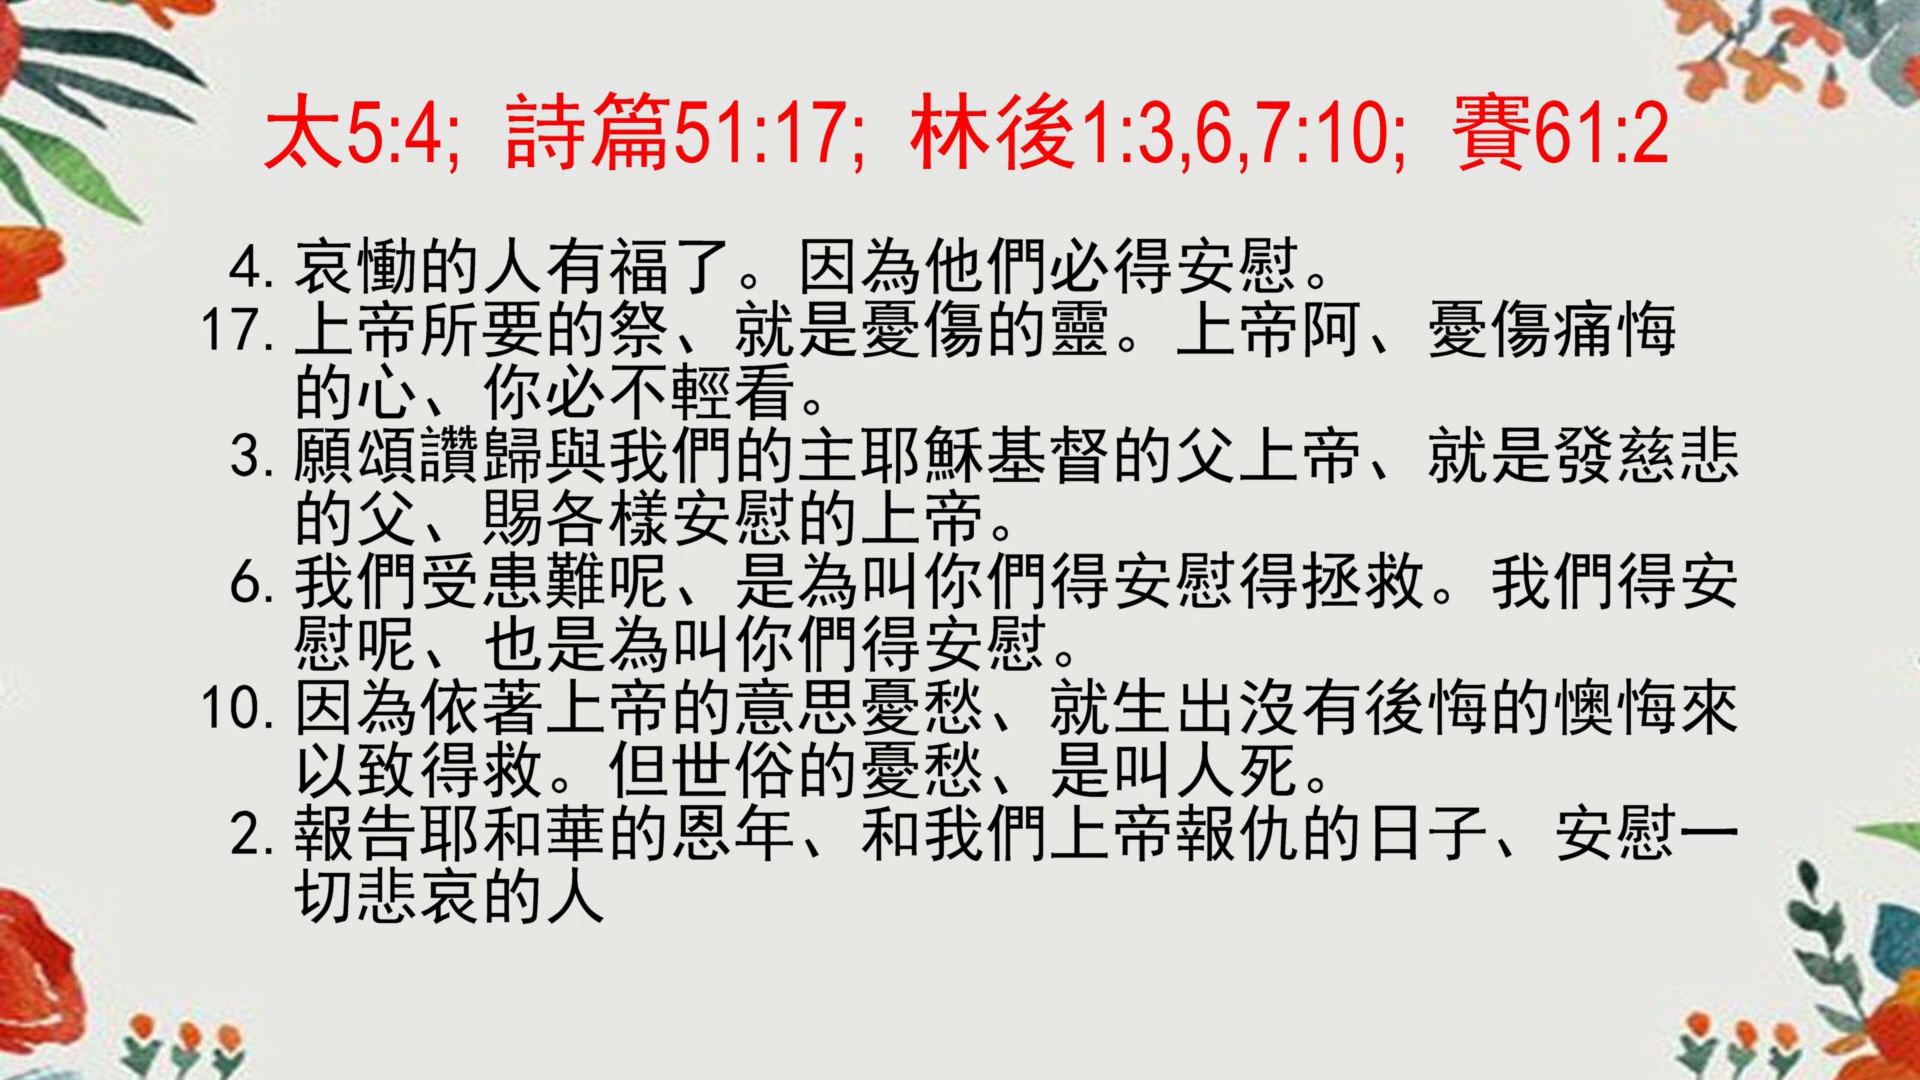 太5:4; 詩篇51:17; 林後1:3,6,7:10; 賽61:2
4. 哀慟的人有福了。因為他們必得安慰。
17. 上帝所要的祭、就是憂傷的靈。上帝阿、憂傷痛悔
的心、你必不輕看。
3. 願頌讚歸與我們的主耶穌基督的父上帝、就是發慈悲
的父、賜各樣安慰的上帝。
6. 我們受患難呢、是為叫你們得安慰得拯救。我們得安
慰呢、也是為叫你們得安慰。
10. 因為依著上帝的意思憂愁、就生出沒有後悔的懊悔來
以致得救。但世俗的憂愁、是叫人死。
2. 報告耶和華的恩年、和我們上帝報仇的日子、安慰一
切悲哀的人